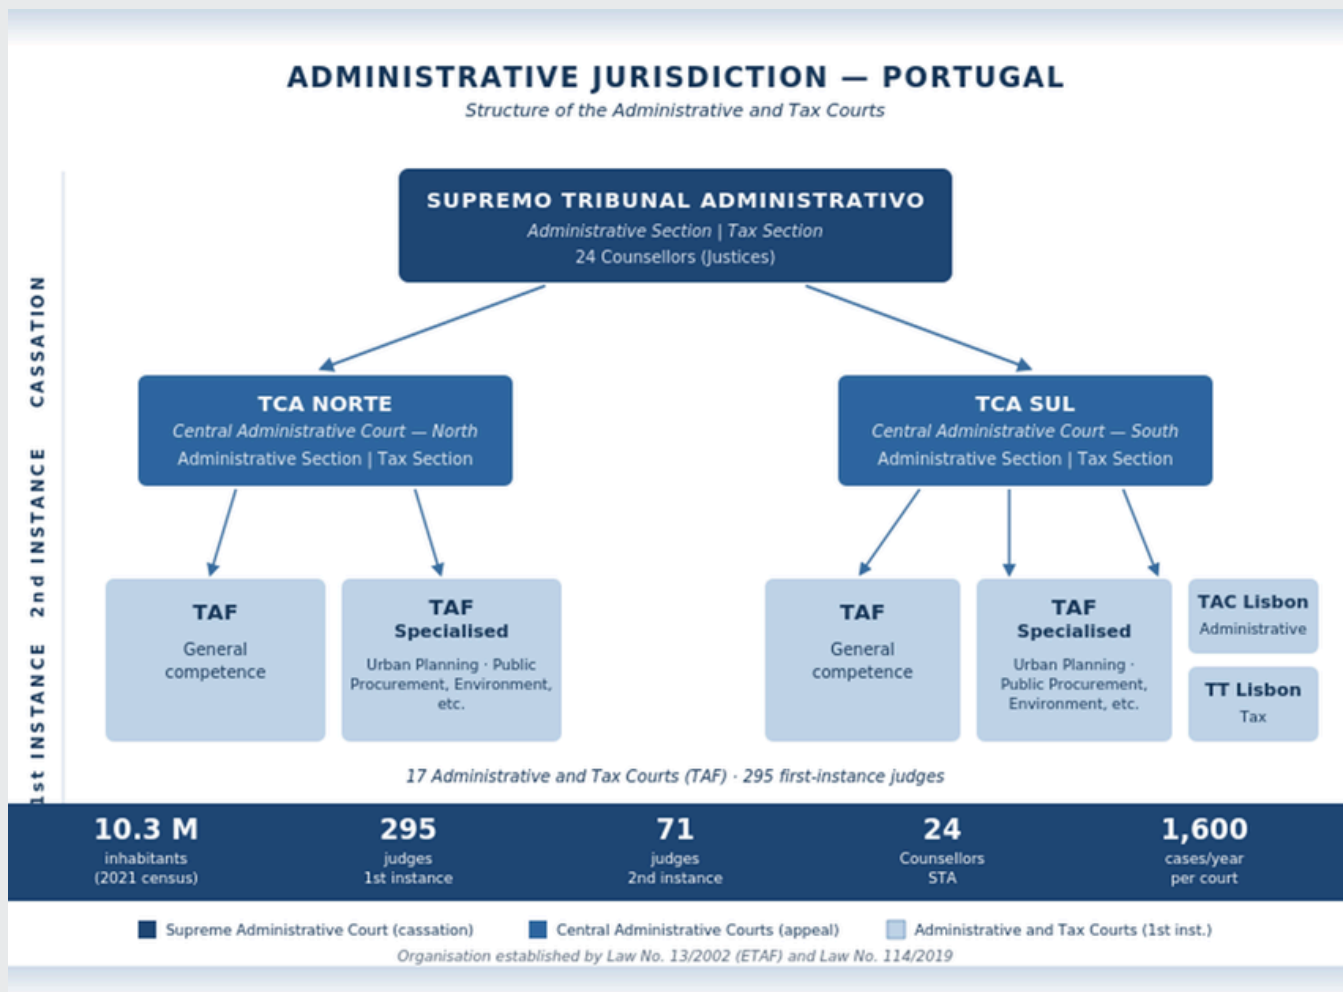 ADMINISTRATIVE JURISDICTION — PORTUGAL
Structure of the Administrative and Tax Courts
SUPREMO TRIBUNAL ADMINISTRATIVO
Administrative Section | Tax Section
24 Counsellors (Justices)
CASSATION
TCA NORTE
Central Administrative Court — North
Administrative Section | Tax Section
TCA SUL
Central Administrative Court — South
Administrative Section | Tax Section
2nd INSTANCE
TAF
General
competence
TAF
Specialised
Urban Planning · Public
Procurement, Environment,
etc.
TAF
General
competence
TAF
Specialised
Urban Planning ·
Public Procurement,
Environment, etc.
TAC Lisbon
Administrative
TT Lisbon
Tax
1st INSTANCE
17 Administrative and Tax Courts (TAF) · 295 first-instance judges
10.3 M
inhabitants
(2021 census)
295
judges
1st instance
71
judges
2nd instance
24
Counsellors
STA
1,600
cases/year
per court
Supreme Administrative Court (cassation)
Central Administrative Courts (appeal)
Administrative and Tax Courts (1st inst.)
Organisation established by Law No. 13/2002 (ETAF) and Law No. 114/2019